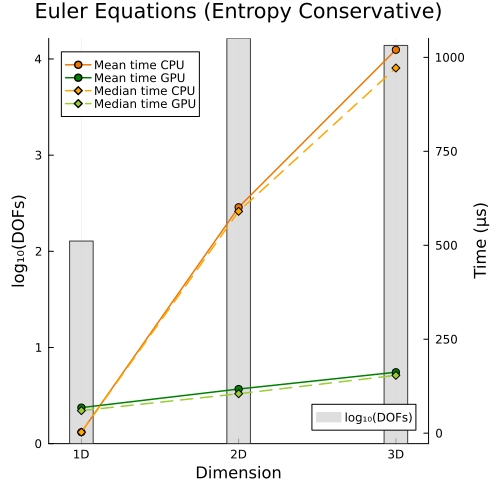 Euler Equations (Entropy Conservative)
Mean time CPU
Mean time GPU
Median time CPU
Median time GPU
log₁₀(DOFs)
4
3
2
1
0
log₁₀(DOFs)
1000
750
500
250
0
Time (μs)
1D
2D
3D
Dimension